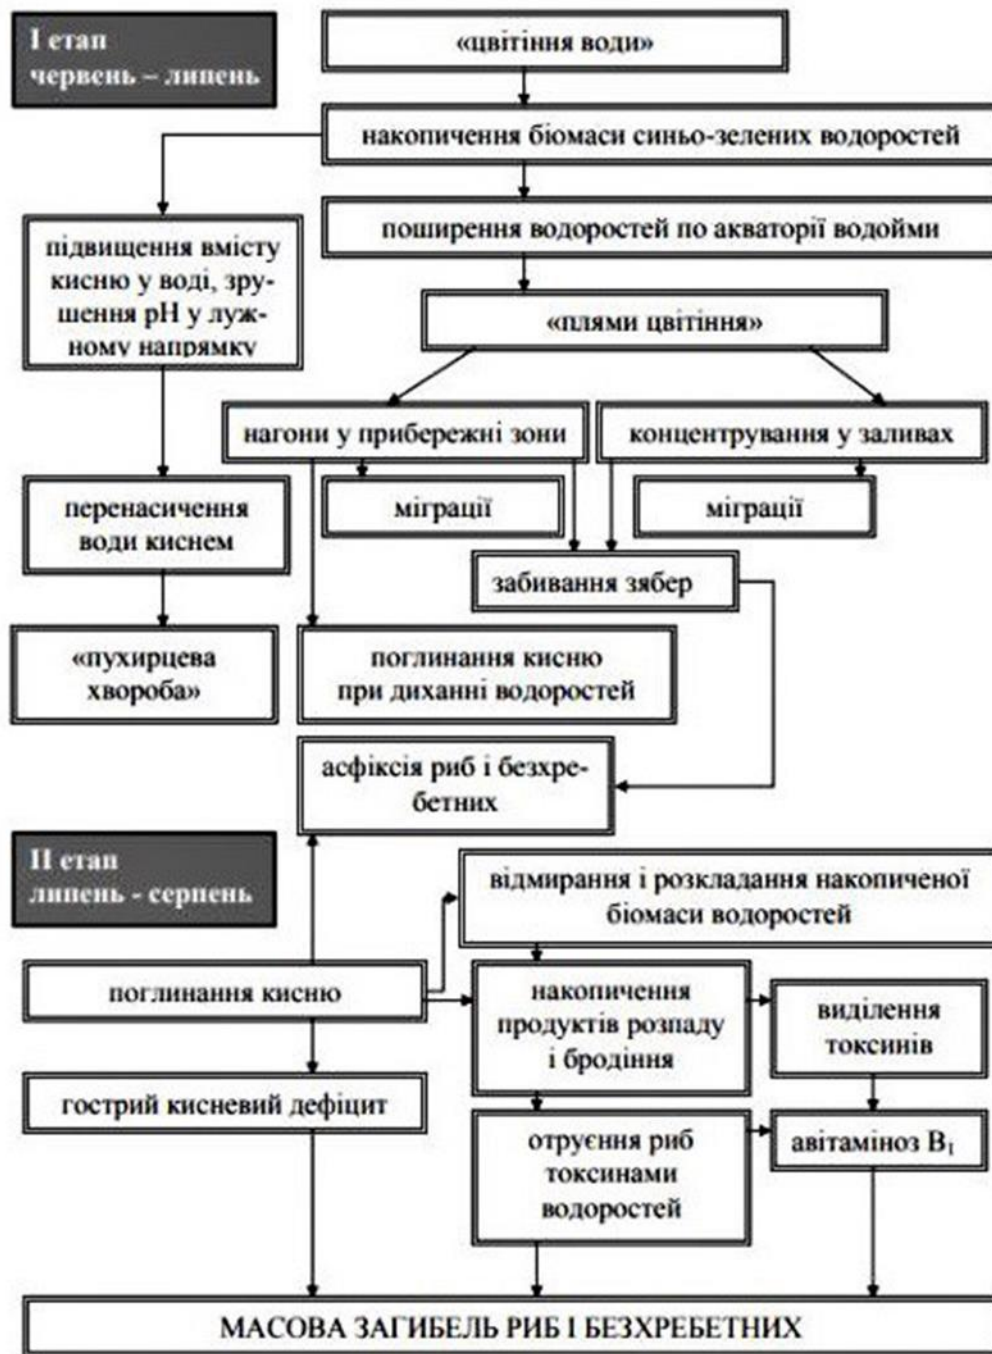 І етап
червень – липень
«цвітіння води»
накопичення біомаси синьо-зелених водоростей
поширення водоростей по акваторії водойми
підвищення вмісту
кисню у воді, зру-
шення рН у луж-
ному напрямку
«плями цвітіння»
нагони у прибережні зони
концентрування у заливах
міграції
міграції
перенасичення
води киснем
забивання зябер
«пухирцева
хвороба»
поглинання кисню
при диханні водоростей
асфіксія риб і безхре-
бетних
ІІ етап
липень - серпень
відмирання і розкладання накопиченої
біомаси водоростей
поглинання кисню
накопичення
продуктів розпаду
і бродіння
виділення
токсинів
гострий кисневий дефіцит
отруєння риб
токсинами
водоростей
авітаміноз В₁
МАСОВА ЗАГИБЕЛЬ РИБ І БЕЗХРЕБЕТНИХ